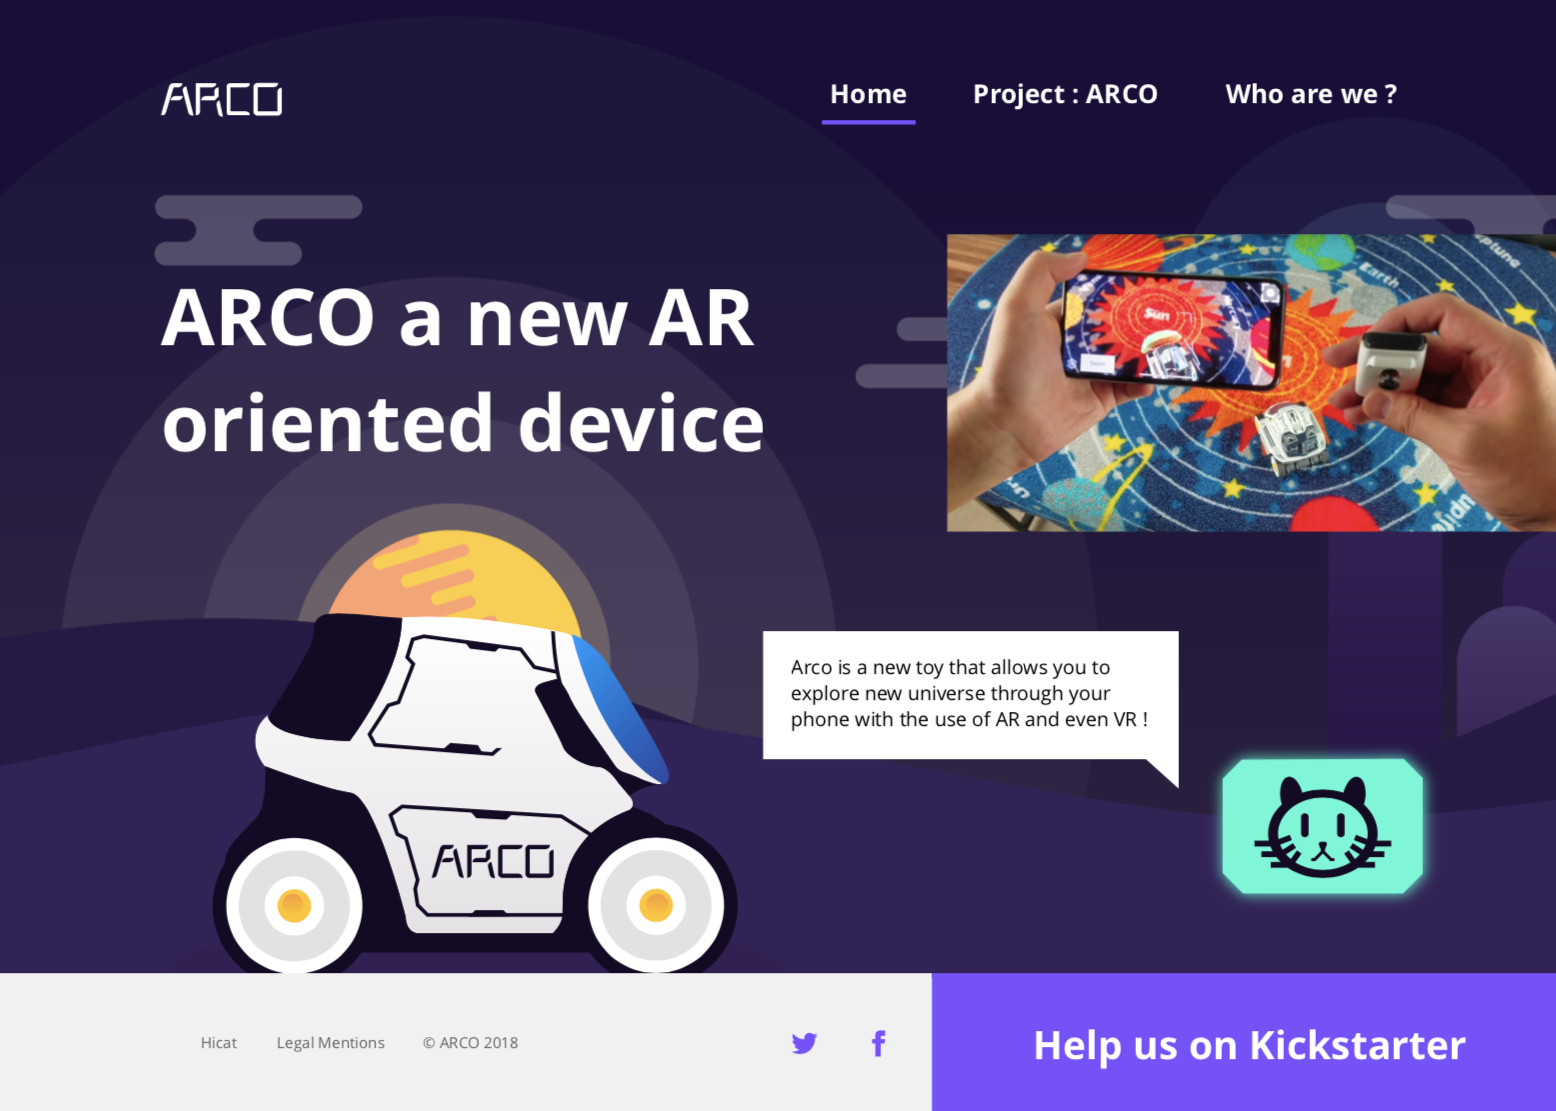 ARCO
Home
Project : ARCO
Who are we ?
ARCO a new AR
oriented device
Earth
Sun
Arco is a new toy that allows you to
explore new universe through your
phone with the use of AR and even VR !
ARCO
Hicat
Legal Mentions
© ARCO 2018
Help us on Kickstarter